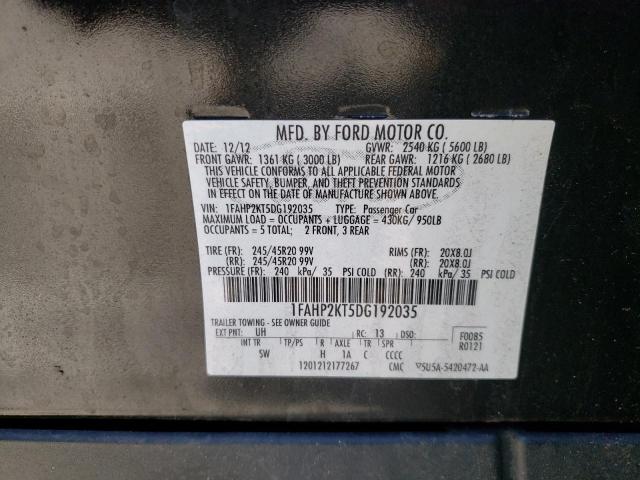 MFD. BY FORD MOTOR CO.
DATE: 12/12 GVWR: 2540 KG ( 5600 LB)
FRONT GAWR: 1361 KG ( 3000 LB) REAR GAWR: 1216 KG ( 2680 LB)
THIS VEHICLE CONFORMS TO ALL APPLICABLE FEDERAL MOTOR
VEHICLE SAFETY, BUMPER, AND THEFT PREVENTION STANDARDS
IN EFFECT ON THE DATE OF MANUFACTURE SHOWN ABOVE.
VIN: 1FAHP2KT5DG192035 TYPE: Passenger Car
MAXIMUM LOAD = OCCUPANTS + LUGGAGE = 430KG/ 950LB
OCCUPANTS = 5 TOTAL; 2 FRONT, 3 REAR
TIRE (FR): 245/45R20 99V RIMS (FR): 20X8.0J
(RR): 245/45R20 99V (RR): 20X8.0J
PRESSURE (FR): 240 kPa/ 35 PSI COLD (RR): 240 kPa/ 35 PSI COLD
1FAHP2KT5DG192035
TRAILER TOWING - SEE OWNER GUIDE
EXT PNT: UH RC: 13 DSO: F0085
INT TR TP/PS R AXLE TR SPR R0121
SW H 1A C CCCC
1201212177267 CMC 5U5A-5420472-AA